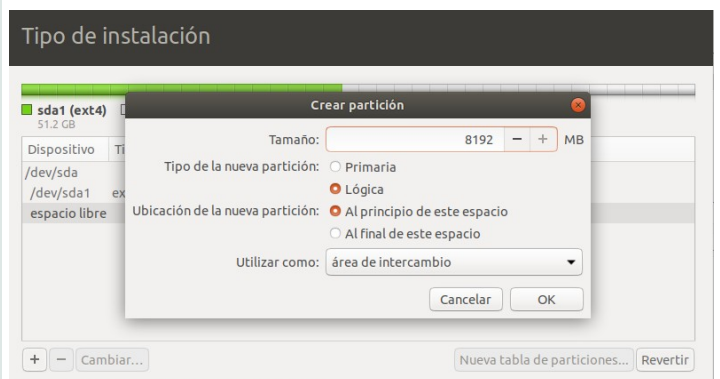 Tipo de instalación
Crear partición
sda1 (ext4)
51.2 GB
Tamaño: 8192 − + MB
Dispositivo Ti
Tipo de la nueva partición: Primaria
/dev/sda
Lógica
/dev/sda1 ex
Ubicación de la nueva partición: Al principio de este espacio
espacio libre
Al final de este espacio
Utilizar como: área de intercambio
Cancelar OK
+ − Cambiar... Nueva tabla de particiones... Revertir